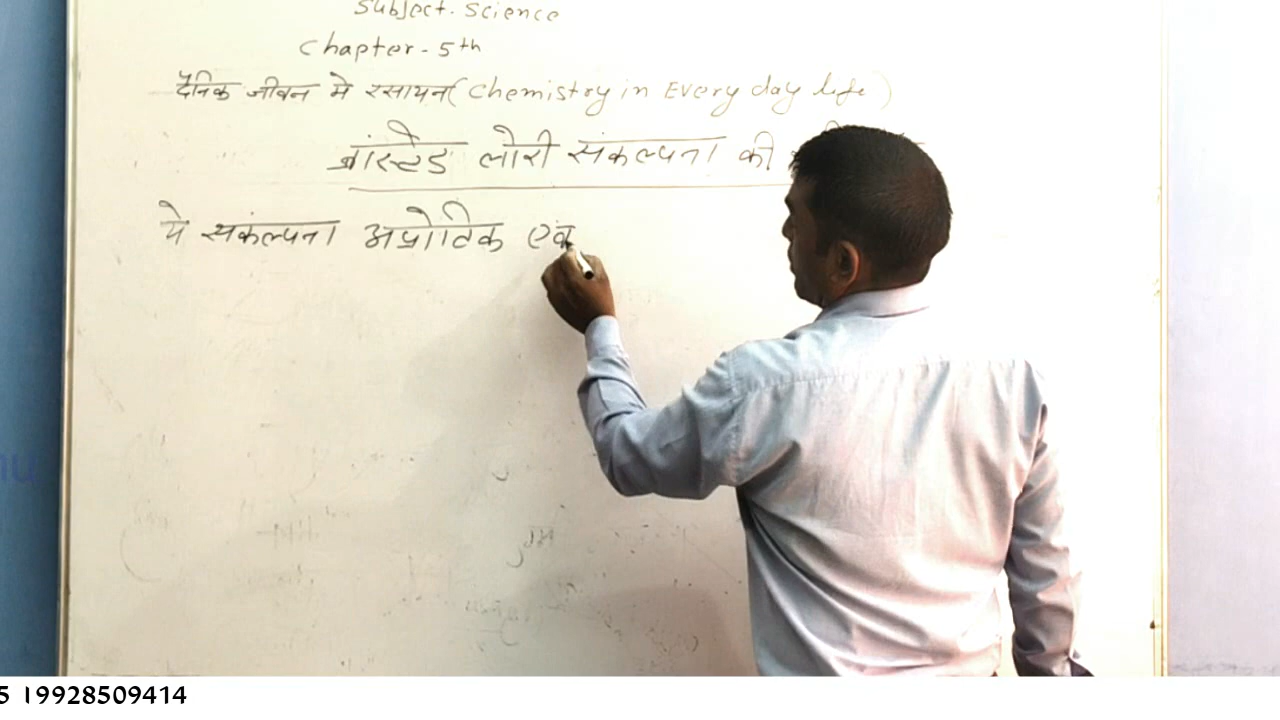 Subject. Science
Chapter - 5th
दैनिक जीवन मे रसायन (Chemistry in Every day life)
ब्रांस्टेड लोरी संकल्पना की
ये संकल्पना अप्रोटिक एवं
5 19928509414